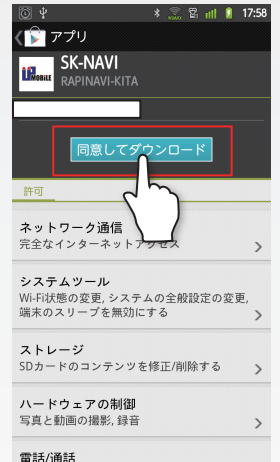 17:58
アプリ
UPMOBILE
SK-NAVI
RAPINAVI-KITA
同意してダウンロード
許可
ネットワーク通信
完全なインターネットアクセス
システムツール
Wi-Fi状態の変更, システムの全般設定の変更,
端末のスリープを無効にする
ストレージ
SDカードのコンテンツを修正/削除する
ハードウェアの制御
写真と動画の撮影, 録音
電話/通話